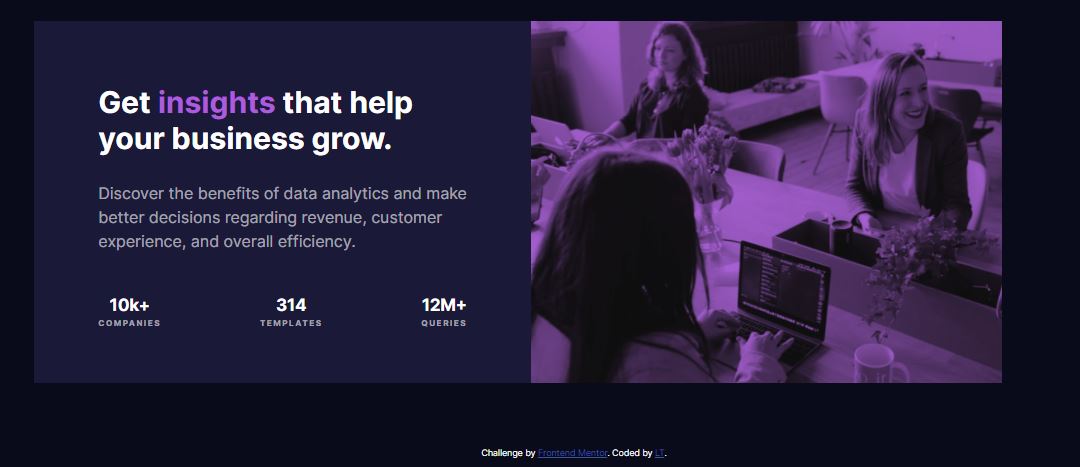 Get insights that help
your business grow.
Discover the benefits of data analytics and make
better decisions regarding revenue, customer
experience, and overall efficiency.
10k+
COMPANIES
314
TEMPLATES
12M+
QUERIES
Challenge by Frontend Mentor. Coded by LT.